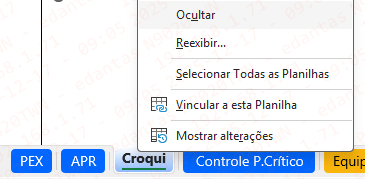 Ocultar
Reexibir...
Selecionar Todas as Planilhas
Vincular a esta Planilha
Mostrar alterações
PEX
APR
Croqui
Controle P.Crítico
Equip